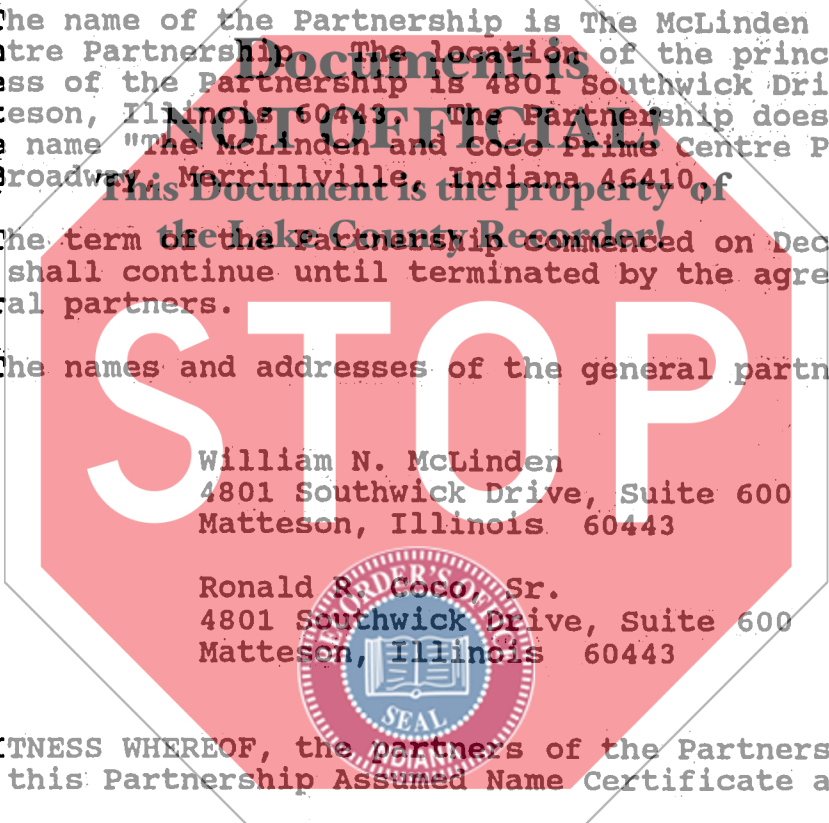 The name of the Partnership is The McLinden
ntre Partnership. The location of the princ
ess of the Partnership is 4801 Southwick Dri
teson, Illinois 60443. The Partnership does
e name "The McLinden and Coco Prime Centre P
Broadway, Merrillville, Indiana 46410.
Document is
NOT OFFICIAL!
This Document is the property of
the Lake County Recorder!
The term of the Partnership commenced on Dec
shall continue until terminated by the agre
ral partners.
STOP
The names and addresses of the general partn
William N. McLinden
4801 Southwick Drive, Suite 600
Matteson, Illinois 60443
Ronald R. Coco, Sr.
4801 Southwick Drive, Suite 600
Matteson, Illinois 60443
RECORDER'S OFFICE
SEAL
INDIANA
ITNESS WHEREOF, the partners of the Partners
this Partnership Assumed Name Certificate a